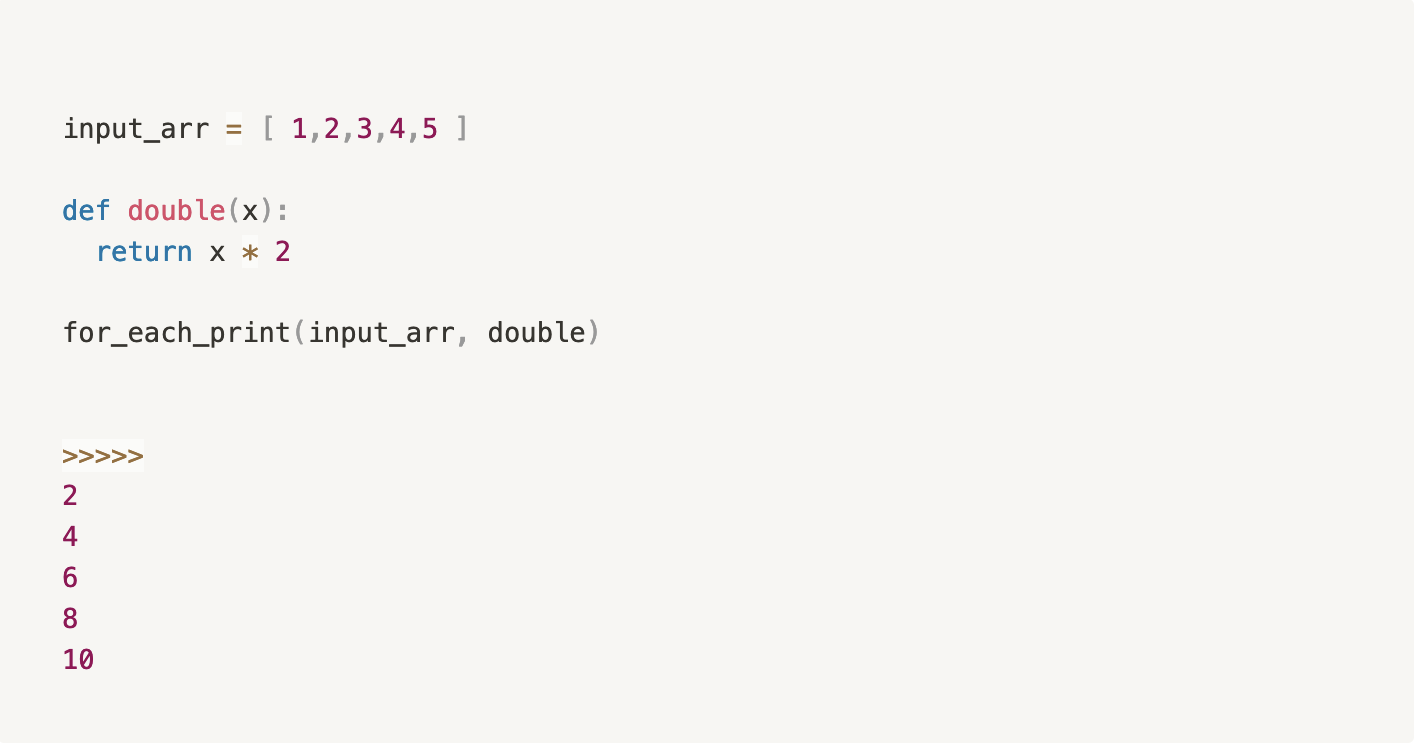 input_arr = [ 1,2,3,4,5 ]
def double(x):
  return x * 2
for_each_print(input_arr, double)
>>>>>
2
4
6
8
10